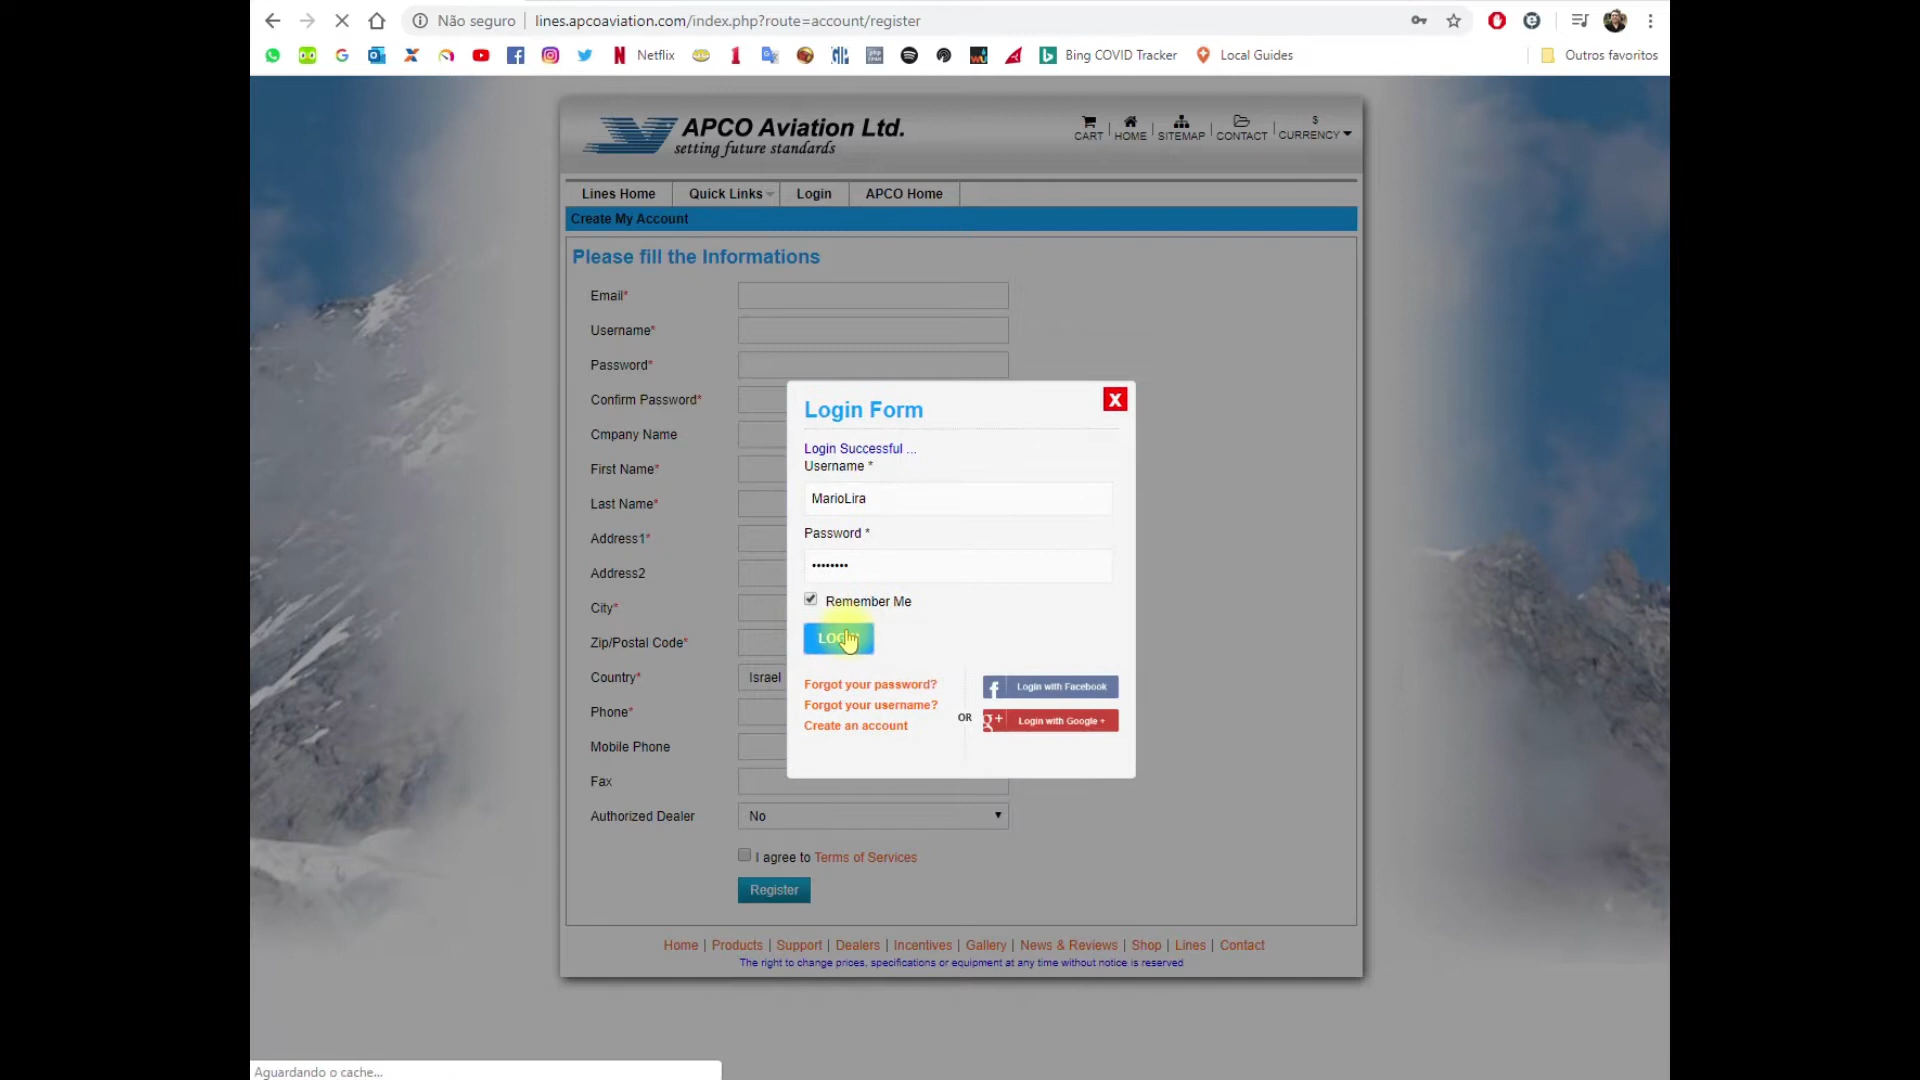 Não seguro
lines.apcoaviation.com/index.php?route=account/register
Netflix
Bing COVID Tracker
Local Guides
Outros favoritos
APCO Aviation Ltd.
setting future standards
CART
HOME
SITEMAP
CONTACT
$
CURRENCY
Lines Home
Quick Links
Login
APCO Home
Create My Account
Please fill the Informations
Email*
Username*
Password*
Confirm Password*
Cmpany Name
First Name*
Last Name*
Address1*
Address2
City*
Zip/Postal Code*
Country*
Israel
Phone*
Mobile Phone
Fax
Authorized Dealer
No
I agree to Terms of Services
Register
Login Form
X
Login Successful ...
Username *
MarioLira
Password *
••••••••
Remember Me
Forgot your password?
Forgot your username?
Create an account
OR
f Login with Facebook
g+ Login with Google +
Home | Products | Support | Dealers | Incentives | Gallery | News & Reviews | Shop | Lines | Contact
The right to change prices, specifications or equipment at any time without notice is reserved
Aguardando o cache...